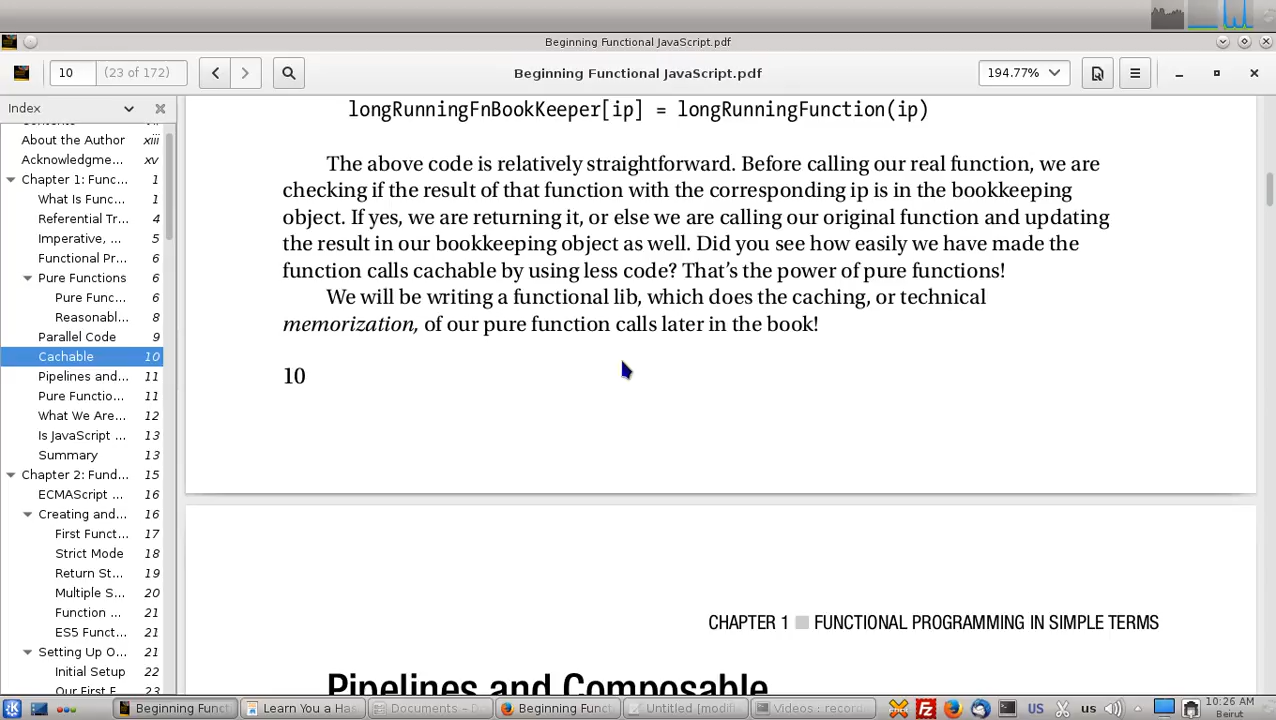 Beginning Functional JavaScript.pdf
10 (23 of 172)
Beginning Functional JavaScript.pdf
194.77%
Index
About the Author xiii
Acknowledgme... xv
Chapter 1: Func... 1
What Is Func... 1
Referential Tr... 4
Imperative, ... 5
Functional Pr... 6
Pure Functions 6
Pure Func... 6
Reasonabl... 8
Parallel Code 9
Cachable 10
Pipelines and... 11
Pure Functio... 11
What We Are... 12
Is JavaScript ... 13
Summary 13
Chapter 2: Fund... 15
ECMAScript ... 16
Creating and... 16
First Funct... 17
Strict Mode 18
Return St... 19
Multiple S... 20
Function ... 21
ES5 Funct... 21
Setting Up O... 21
Initial Setup 22
Our First F... 23
longRunningFnBookKeeper[ip] = longRunningFunction(ip)
The above code is relatively straightforward. Before calling our real function, we are
checking if the result of that function with the corresponding ip is in the bookkeeping
object. If yes, we are returning it, or else we are calling our original function and updating
the result in our bookkeeping object as well. Did you see how easily we have made the
function calls cachable by using less code? That's the power of pure functions!
We will be writing a functional lib, which does the caching, or technical
memorization, of our pure function calls later in the book!
10
CHAPTER 1 ■ FUNCTIONAL PROGRAMMING IN SIMPLE TERMS
Pipelines and Composable
Beginning Funct
Learn You a Has
Documents – D
Beginning Funct
Untitled [modifi
Videos : record
US
us
10:26 AM
Beirut